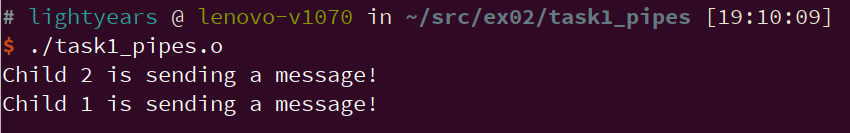 # lightyears @ lenovo-v1070 in ~/src/ex02/task1_pipes [19:10:09]
$ ./task1_pipes.o
Child 2 is sending a message!
Child 1 is sending a message!